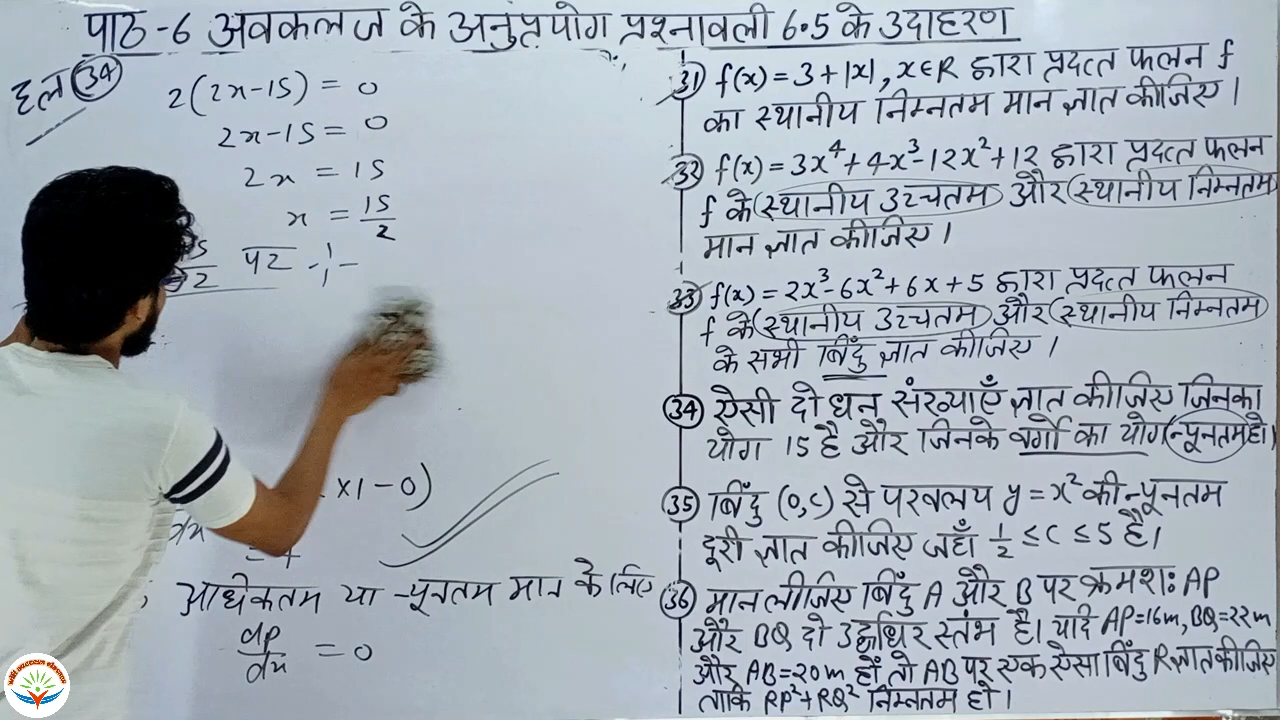 पाठ-6 अवकलज के अनुप्रयोग प्रश्नावली 6.5 के उदाहरण
हल (34)
2(2x-15) = 0
2x-15 = 0
2x = 15
x = 15/2
15/2 पर
x1-0)
dx
= 4
अधिकतम या न्यूनतम मान के लिए
dp/dx = 0
31) f(x) = 3+|x|, x∈R द्वारा प्रदत्त फलन f
का स्थानीय निम्नतम मान ज्ञात कीजिए।
32) f(x) = 3x⁴+4x³-12x²+12 द्वारा प्रदत्त फलन
f के स्थानीय उच्चतम और स्थानीय निम्नतम
मान ज्ञात कीजिए।
33) f(x) = 2x³-6x²+6x+5 द्वारा प्रदत्त फलन
f के स्थानीय उच्चतम और स्थानीय निम्नतम
के सभी बिंदु ज्ञात कीजिए।
(34) ऐसी दो धन संख्याएँ ज्ञात कीजिए जिनका
योग 15 है और जिनके वर्गो का योग न्यूनतम हो।
(35) बिंदु (0,c) से परवलय y=x² की न्यूनतम
दूरी ज्ञात कीजिए जहाँ 1/2 ≤ c ≤ 5 है।
(36) मान लीजिए बिंदु A और B पर क्रमश: AP
और BQ दो उर्द्धाधर स्तंभ है। यदि AP=16m, BQ=22m
और AB=20m हों तो AB पर एक ऐसा बिंदु R ज्ञात कीजिए
ताकि RP²+RQ² निम्नतम हो।